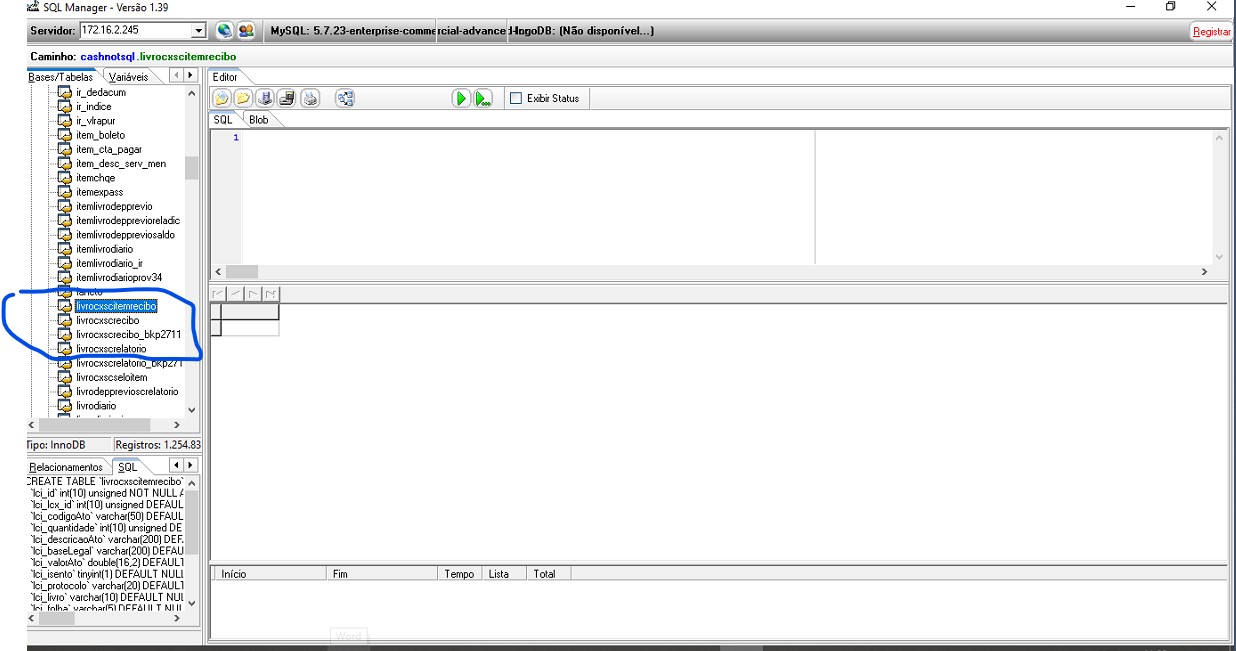 SQL Manager - Versão 1.39
Servidor: 172.16.2.245 MySQL: 5.7.23-enterprise-commercial-advanced InnoDB: (Não disponível...) Registrar
Caminho: cashnotsql.livrocxscitemrecibo
Bases/Tabelas Variáveis
ir_dedacum
ir_indice
ir_vlrapur
item_boleto
item_cta_pagar
item_desc_serv_men
itemchqe
itemexpass
itemlivrodepprevio
itemlivrodepprevioreladic
itemlivrodeppreviosaldo
itemlivrodiario
itemlivrodiario_ir
itemlivrodiarioprov34
lancto
livrocxscitemrecibo
livrocxscrecibo
livrocxscrecibo_bkp2711
livrocxscrelatorio
livrocxscrelatorio_bkp271
livrocxscseloitem
livrodepprevioscrelatorio
livrodiario
Tipo: InnoDB Registros: 1.254.83
Relacionamentos SQL
CREATE TABLE `livrocxscitemrecibo`
`lci_id` int(10) unsigned NOT NULL A
`lci_lcx_id` int(10) unsigned DEFAUL
`lci_codigoAto` varchar(50) DEFAUL
`lci_quantidade` int(10) unsigned DE
`lci_descricaoAto` varchar(200) DEF
`lci_baseLegal` varchar(200) DEFAU
`lci_valorAto` double(16,2) DEFAULT
`lci_isento` tinyint(1) DEFAULT NULL
`lci_protocolo` varchar(20) DEFAULT
`lci_livro` varchar(10) DEFAULT NUL
`lci_folha` varchar(5) DEFAULT NUL
Editor
Exibir Status
SQL Blob
1
Início Fim Tempo Lista Total
Word